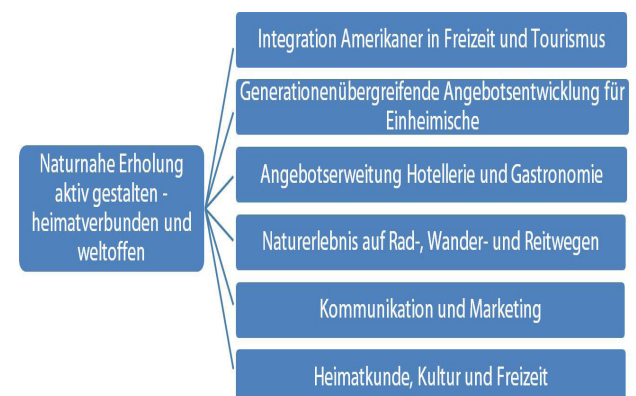 Integration Amerikaner in Freizeit und Tourismus
Generationenübergreifende Angebotsentwicklung für
Einheimische
Naturnahe Erholung
aktiv gestalten -
heimatverbunden und
weltoffen
Angebotserweitung Hotellerie und Gastronomie
Naturerlebnis auf Rad-, Wander- und Reitwegen
Kommunikation und Marketing
Heimatkunde, Kultur und Freizeit